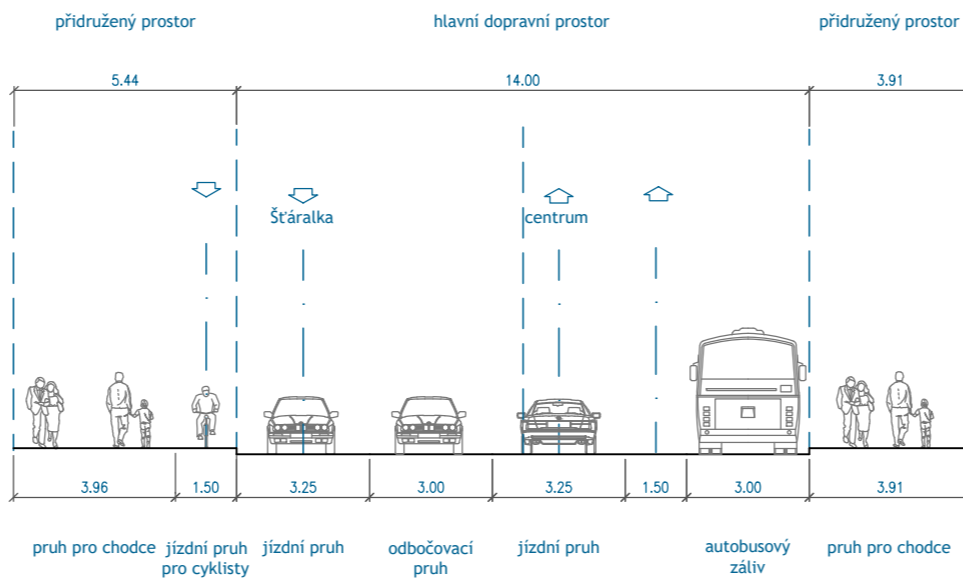 přidružený prostor
hlavní dopravní prostor
přidružený prostor
5.44
14.00
3.91
Šťáralka
centrum
3.96
1.50
3.25
3.00
3.25
1.50
3.00
3.91
pruh pro chodce
jízdní pruh
pro cyklisty
jízdní pruh
odbočovací
pruh
jízdní pruh
autobusový
záliv
pruh pro chodce